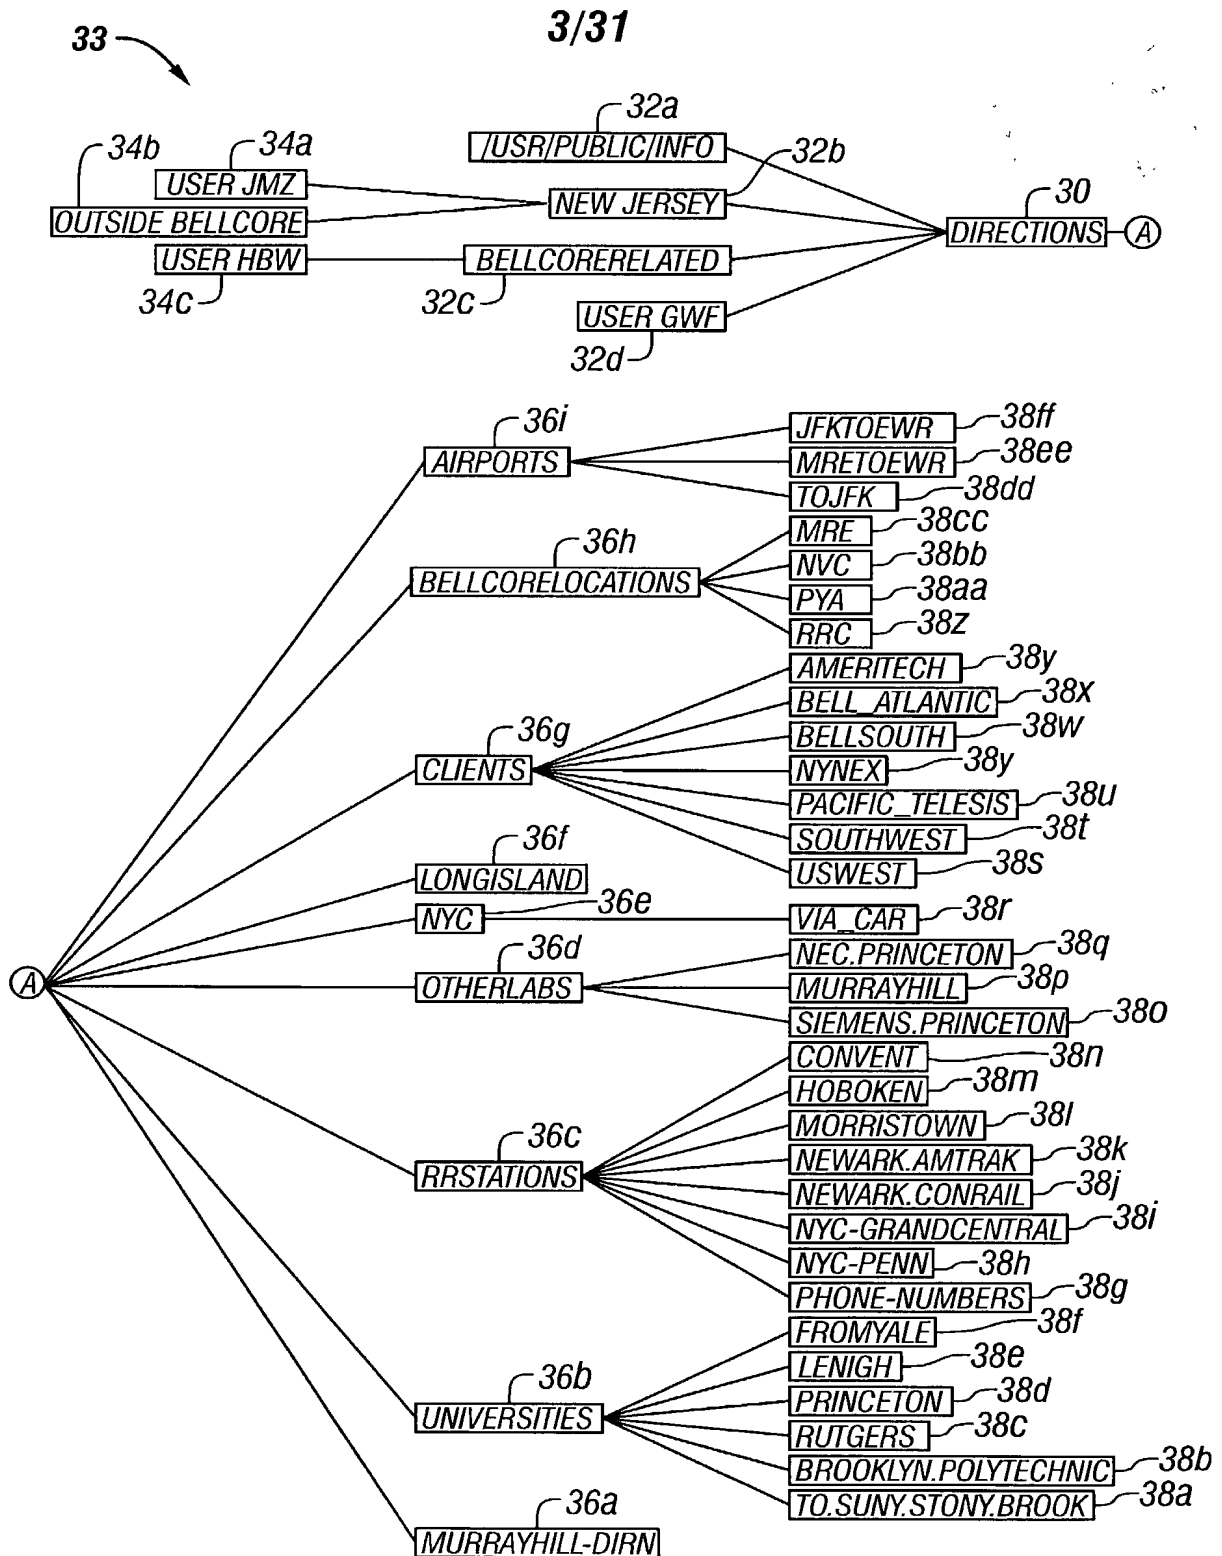 3/31
33
32a
/USR/PUBLIC/INFO
34b
34a
32b
USER JMZ
NEW JERSEY
30
OUTSIDE BELLCORE
DIRECTIONS
A
USER HBW
BELLCORERELATED
34c
32c
USER GWF
32d
36i
AIRPORTS
JFKTOEWR
38ff
MRETOEWR
38ee
TOJFK
38dd
36h
BELLCORELOCATIONS
MRE
38cc
NVC
38bb
PYA
38aa
RRC
38z
36g
CLIENTS
AMERITECH
38y
BELL_ATLANTIC
38x
BELLSOUTH
38w
NYNEX
38y
PACIFIC_TELESIS
38u
SOUTHWEST
38t
USWEST
38s
36f
LONGISLAND
NYC
36e
VIA_CAR
38r
A
36d
OTHERLABS
NEC.PRINCETON
38q
MURRAYHILL
38p
SIEMENS.PRINCETON
38o
36c
RRSTATIONS
CONVENT
38n
HOBOKEN
38m
MORRISTOWN
38l
NEWARK.AMTRAK
38k
NEWARK.CONRAIL
38j
NYC-GRANDCENTRAL
38i
NYC-PENN
38h
PHONE-NUMBERS
38g
36b
UNIVERSITIES
FROMYALE
38f
LENIGH
38e
PRINCETON
38d
RUTGERS
38c
BROOKLYN.POLYTECHNIC
38b
TO.SUNY.STONY.BROOK
38a
36a
MURRAYHILL-DIRN